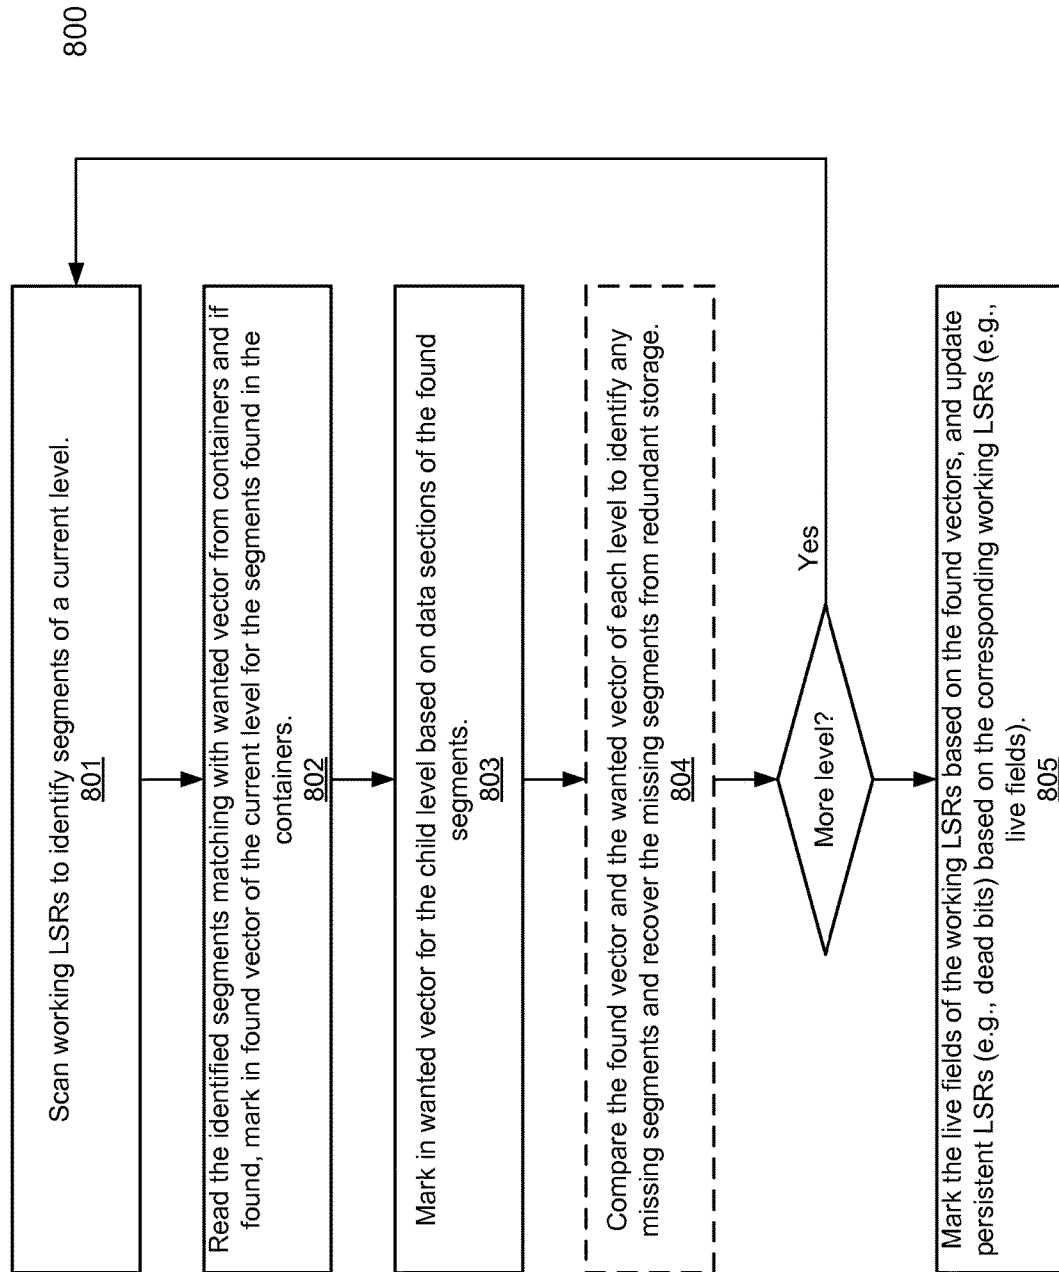 800
Scan working LSRs to identify segments of a current level.
801
Read the identified segments matching with wanted vector from containers and if
found, mark in found vector of the current level for the segments found in the
containers.
802
Mark in wanted vector for the child level based on data sections of the found
segments.
803
Compare the found vector and the wanted vector of each level to identify any
missing segments and recover the missing segments from redundant storage.
804
More level?
Yes
Mark the live fields of the working LSRs based on the found vectors, and update
persistent LSRs (e.g., dead bits) based on the corresponding working LSRs (e.g.,
live fields).
805